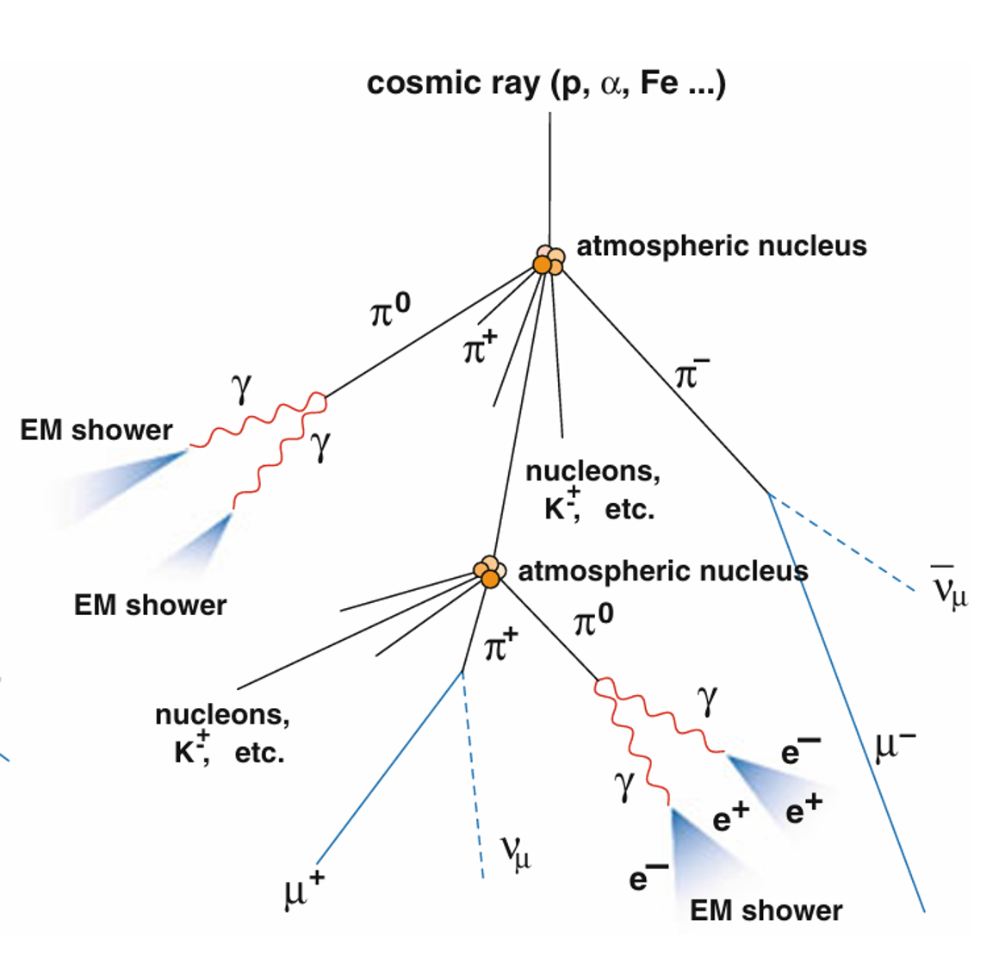 cosmic ray (p, α, Fe ...)
atmospheric nucleus
π⁰
π⁺
π⁻
γ
EM shower
γ
nucleons,
K±, etc.
EM shower
atmospheric nucleus
ν̅μ
π⁰
π⁺
γ
nucleons,
K±, etc.
μ⁻
e⁻
γ
e⁺
e⁺
νμ
e⁻
μ⁺
EM shower